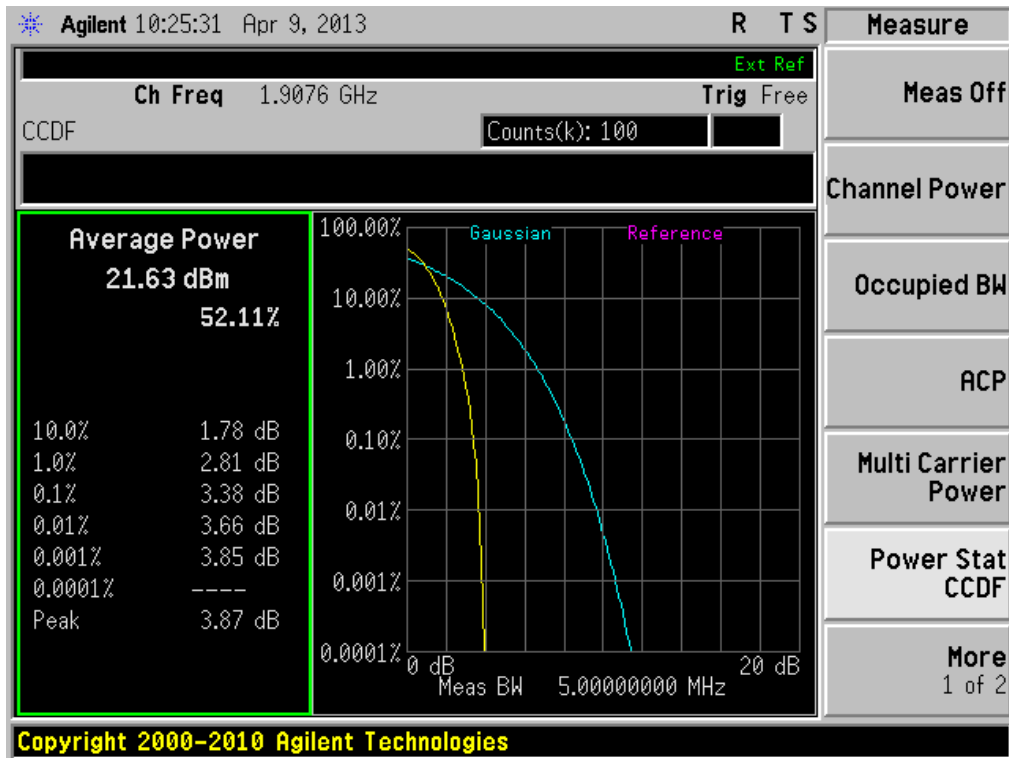 Agilent 10:25:31 Apr 9, 2013 R T S
Measure
Ext Ref
Ch Freq 1.9076 GHz Trig Free
CCDF Counts(k): 100
Meas Off
Channel Power
Occupied BW
ACP
Multi Carrier
Power
Power Stat
CCDF
More
1 of 2
Average Power
21.63 dBm
52.11%
10.0% 1.78 dB
1.0% 2.81 dB
0.1% 3.38 dB
0.01% 3.66 dB
0.001% 3.85 dB
0.0001% ----
Peak 3.87 dB
Gaussian Reference
100.00%
10.00%
1.00%
0.10%
0.01%
0.001%
0.0001%
0 dB 20 dB
Meas BW 5.00000000 MHz
Copyright 2000-2010 Agilent Technologies